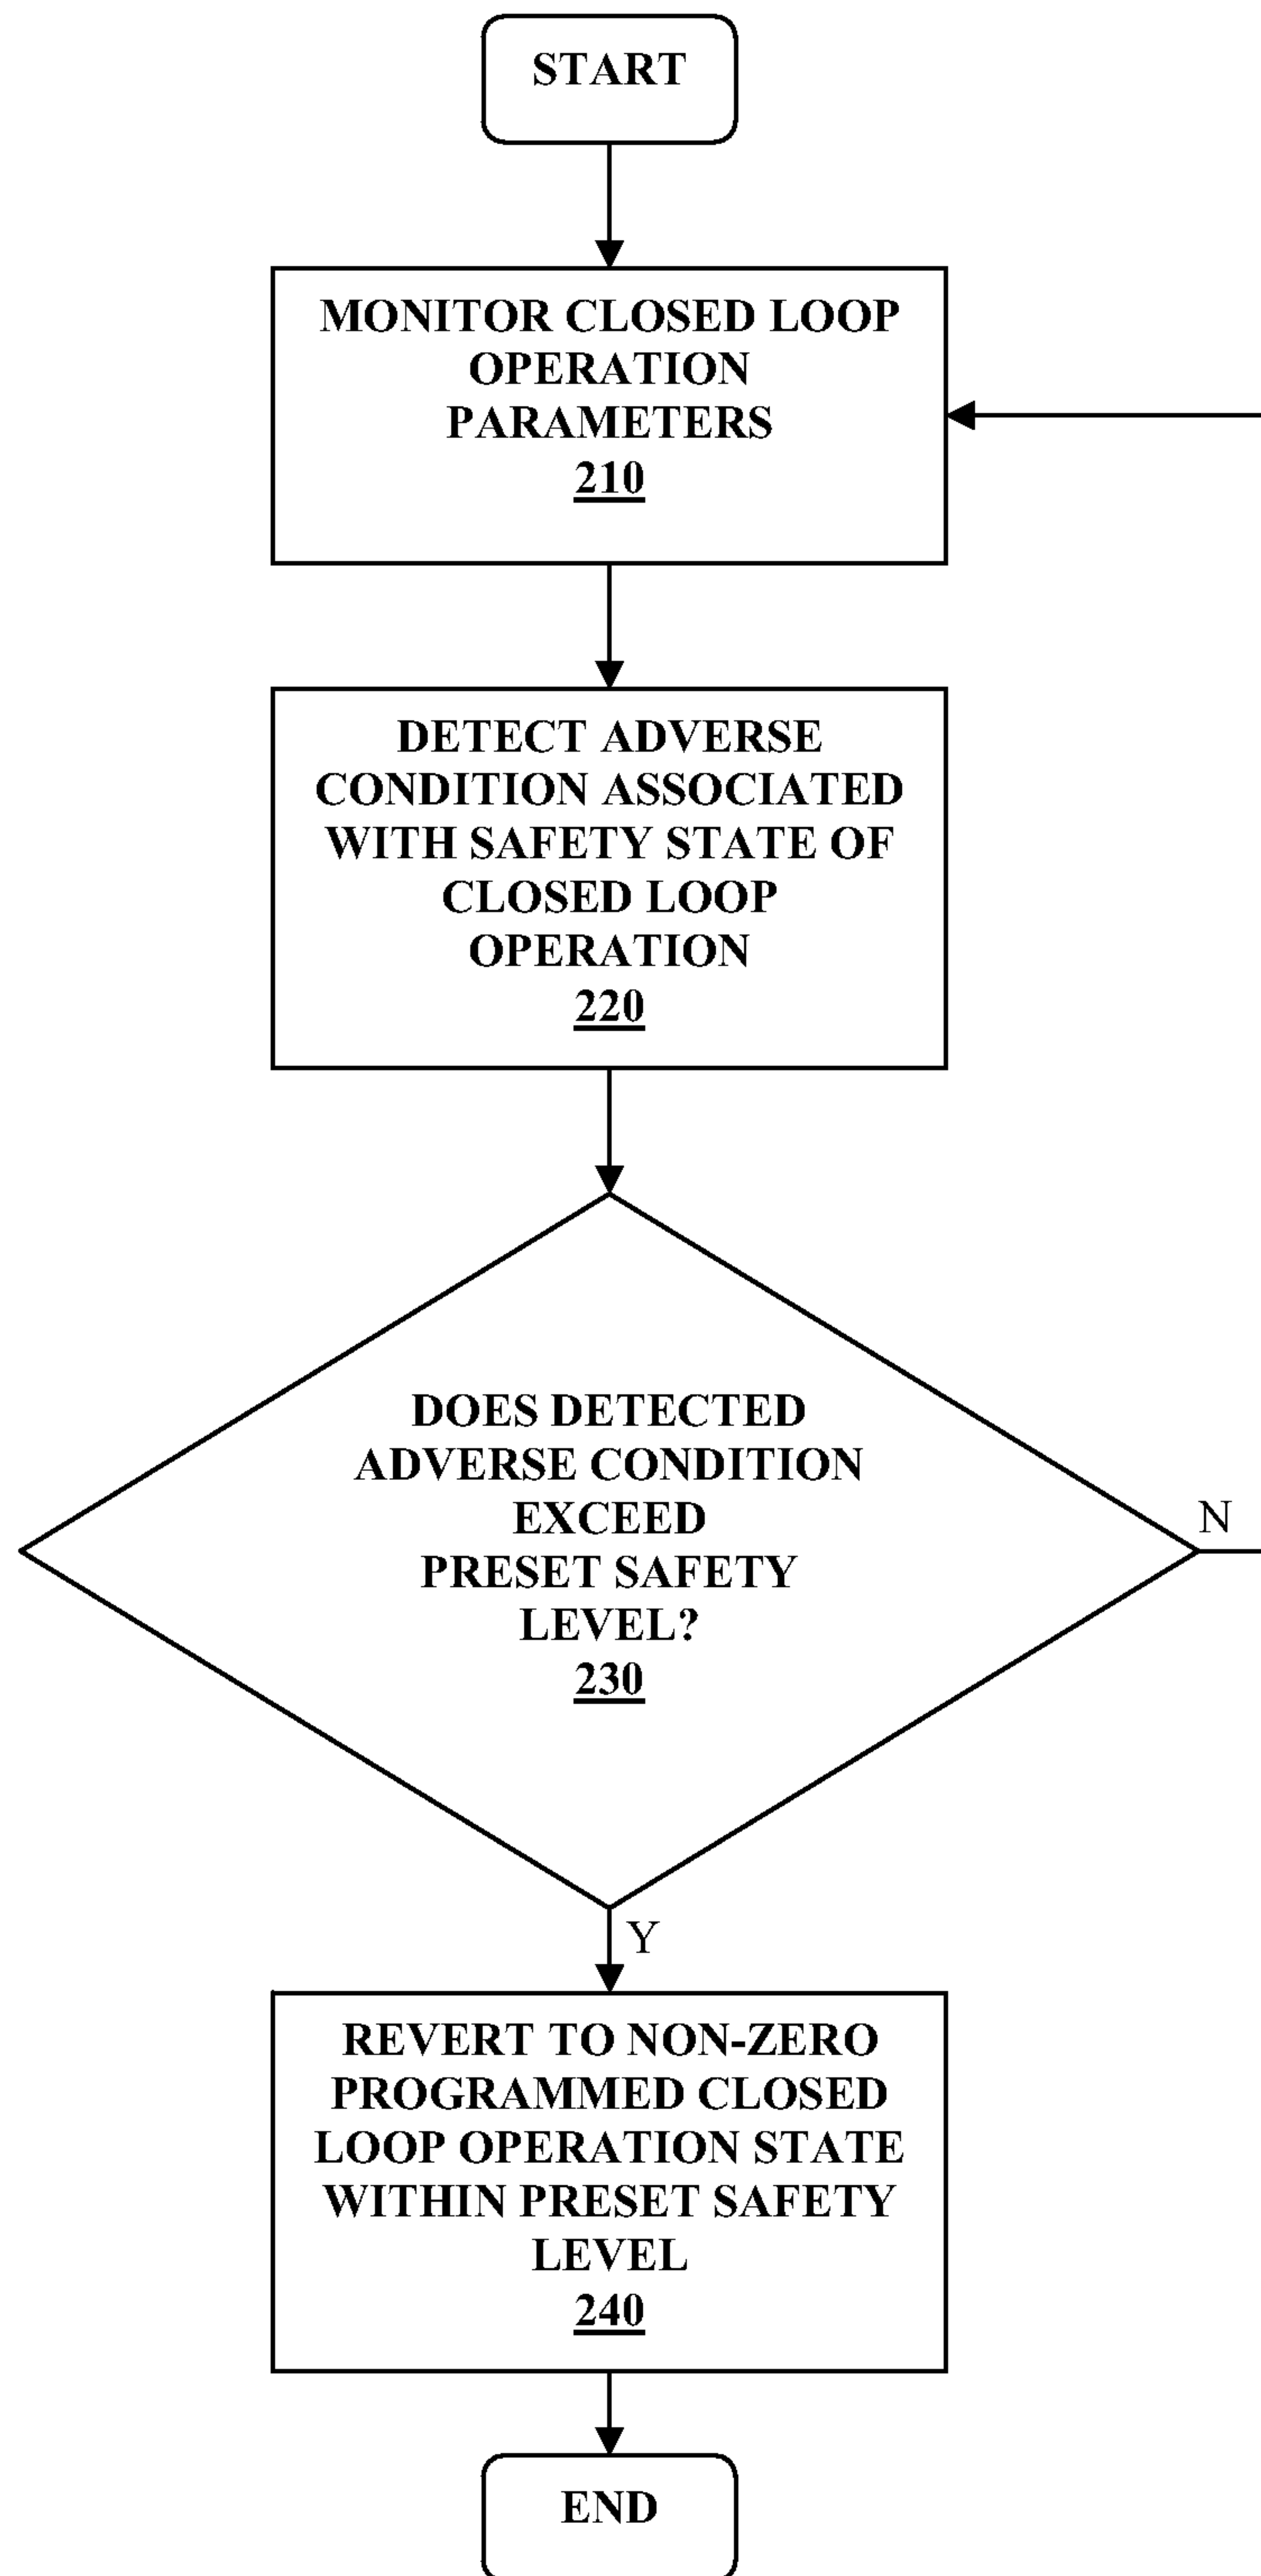 START
MONITOR CLOSED LOOP
OPERATION
PARAMETERS
210
DETECT ADVERSE
CONDITION ASSOCIATED
WITH SAFETY STATE OF
CLOSED LOOP
OPERATION
220
DOES DETECTED
ADVERSE CONDITION
EXCEED
PRESET SAFETY
LEVEL?
230
N
Y
REVERT TO NON-ZERO
PROGRAMMED CLOSED
LOOP OPERATION STATE
WITHIN PRESET SAFETY
LEVEL
240
END